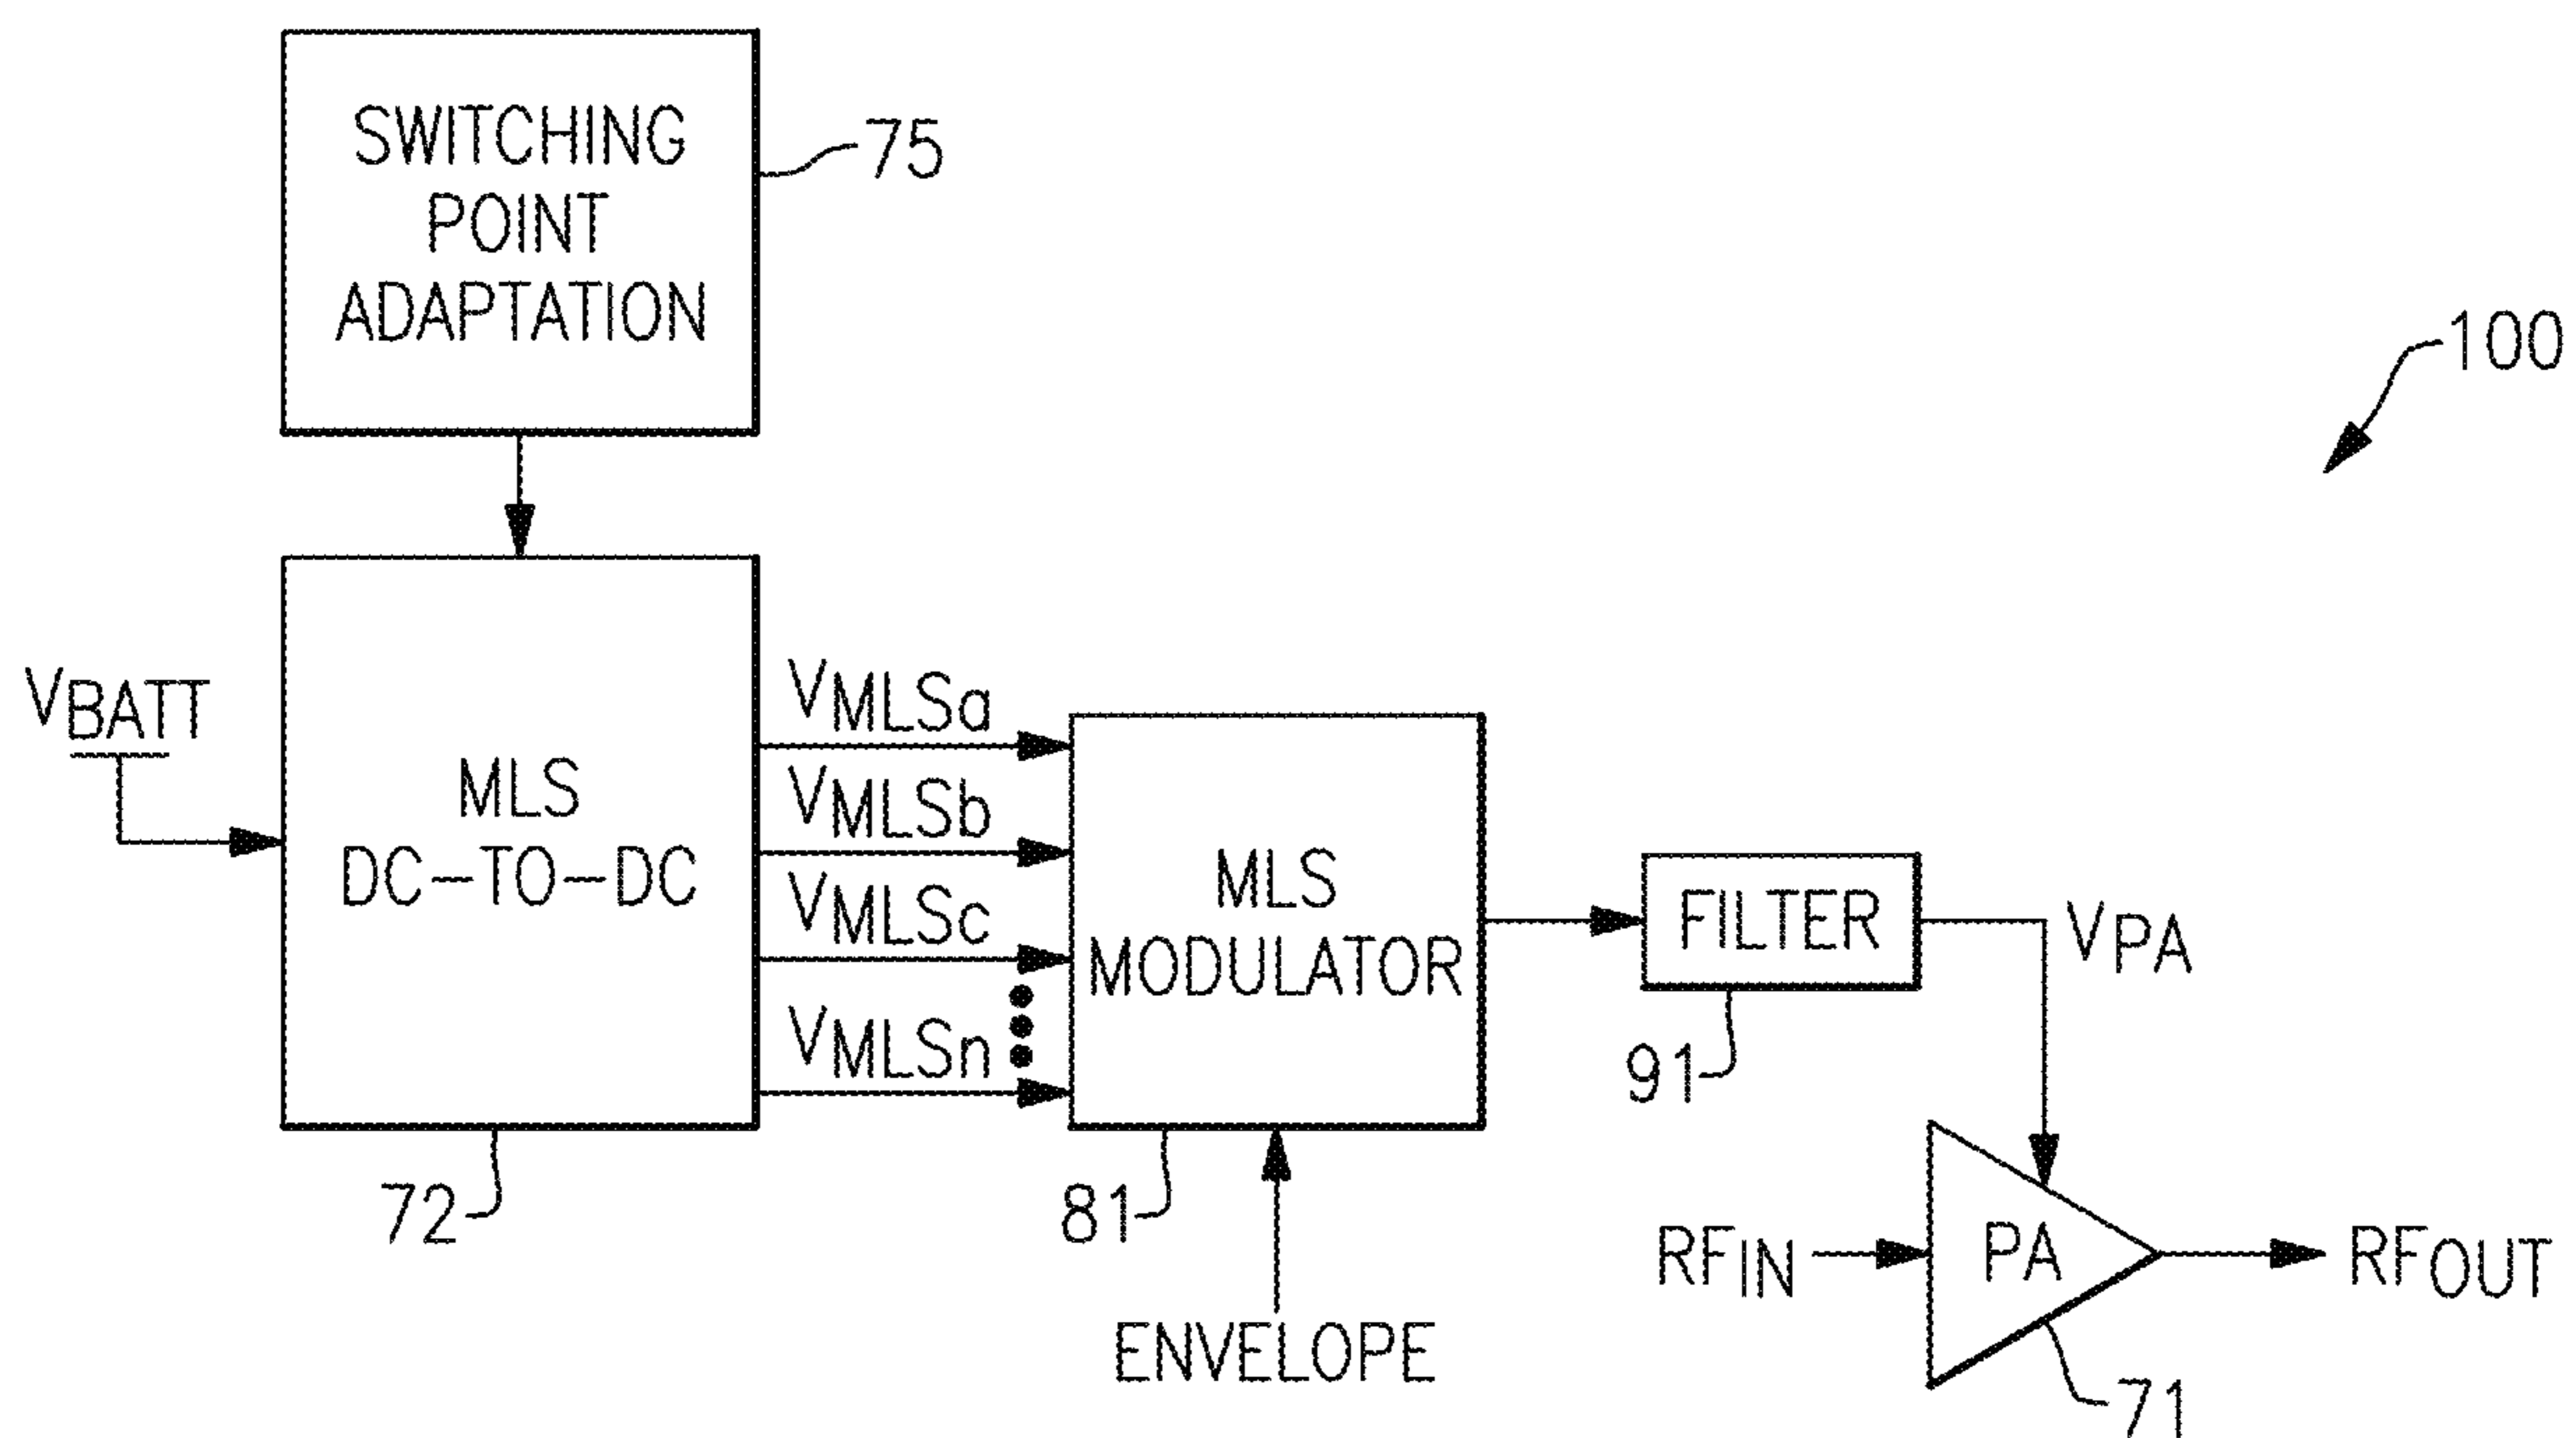 SWITCHING
POINT
ADAPTATION
75
100
VBATT
MLS
DC-TO-DC
72
VMLSa
VMLSb
VMLSc
VMLSn
MLS
MODULATOR
81
ENVELOPE
FILTER
91
VPA
RFIN
PA
RFOUT
71